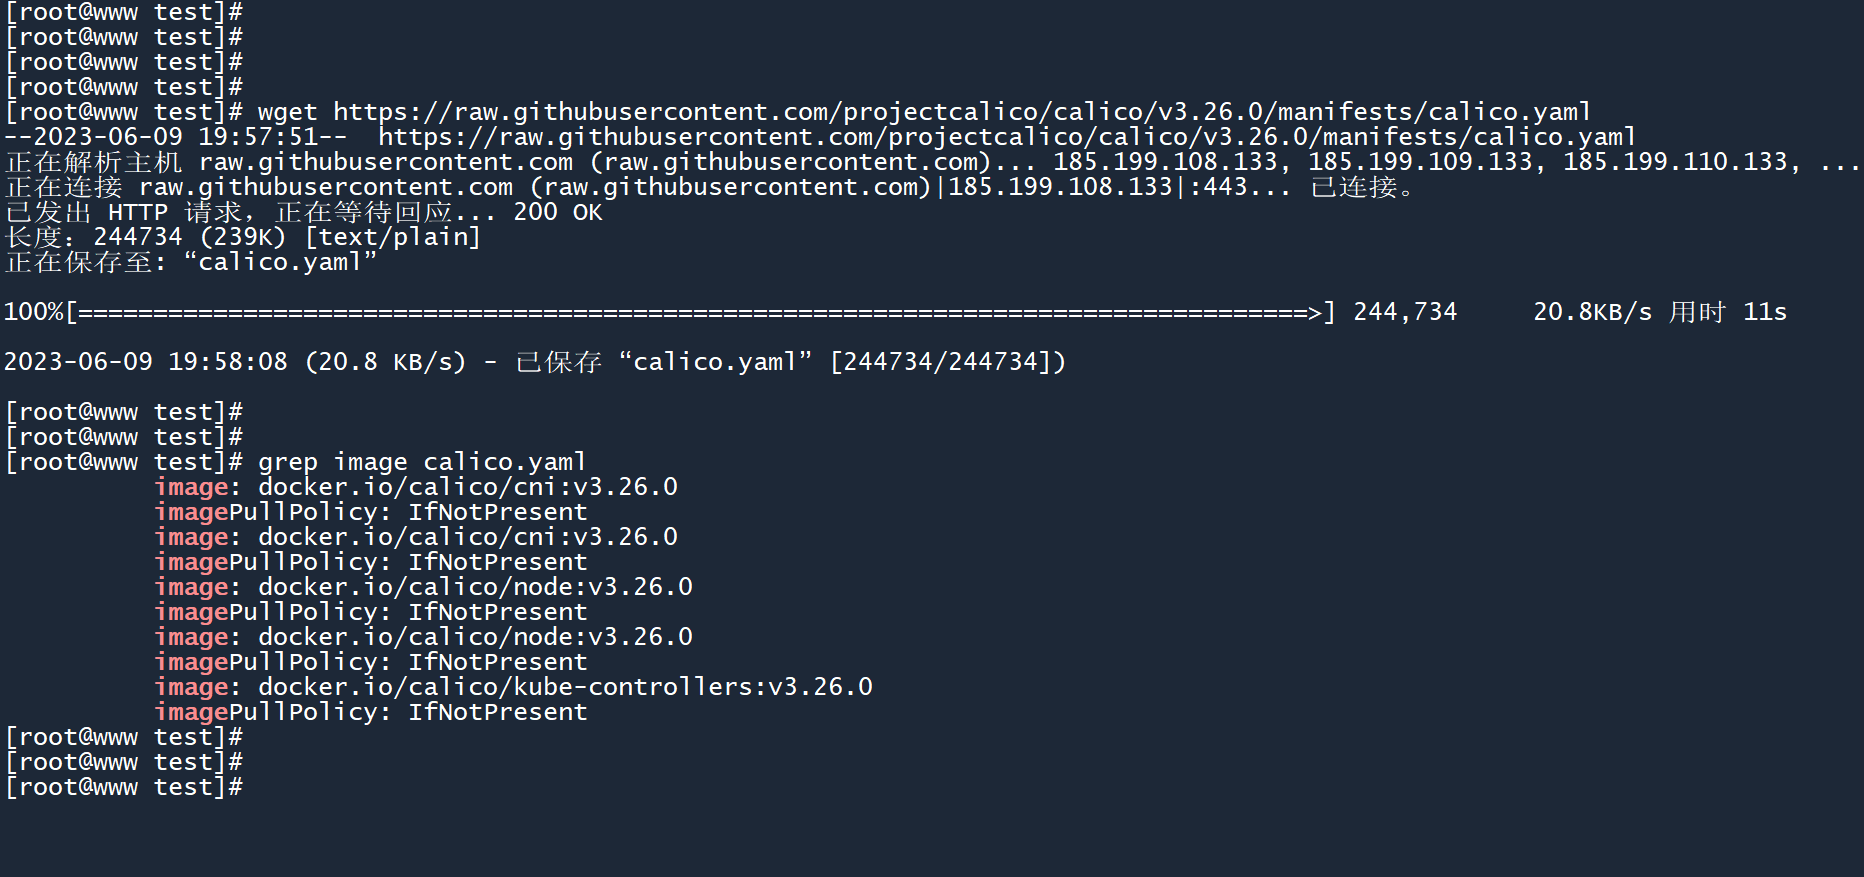 [root@www test]#
[root@www test]#
[root@www test]#
[root@www test]#
[root@www test]# wget https://raw.githubusercontent.com/projectcalico/calico/v3.26.0/manifests/calico.yaml
--2023-06-09 19:57:51--  https://raw.githubusercontent.com/projectcalico/calico/v3.26.0/manifests/calico.yaml
正在解析主机 raw.githubusercontent.com (raw.githubusercontent.com)... 185.199.108.133, 185.199.109.133, 185.199.110.133, ...
正在连接 raw.githubusercontent.com (raw.githubusercontent.com)|185.199.108.133|:443... 已连接。
已发出 HTTP 请求，正在等待回应... 200 OK
长度：244734 (239K) [text/plain]
正在保存至: “calico.yaml”
100%[==================================================================================>] 244,734     20.8KB/s 用时 11s
2023-06-09 19:58:08 (20.8 KB/s) - 已保存 “calico.yaml” [244734/244734])
[root@www test]#
[root@www test]#
[root@www test]# grep image calico.yaml
image: docker.io/calico/cni:v3.26.0
imagePullPolicy: IfNotPresent
image: docker.io/calico/cni:v3.26.0
imagePullPolicy: IfNotPresent
image: docker.io/calico/node:v3.26.0
imagePullPolicy: IfNotPresent
image: docker.io/calico/node:v3.26.0
imagePullPolicy: IfNotPresent
image: docker.io/calico/kube-controllers:v3.26.0
imagePullPolicy: IfNotPresent
[root@www test]#
[root@www test]#
[root@www test]#